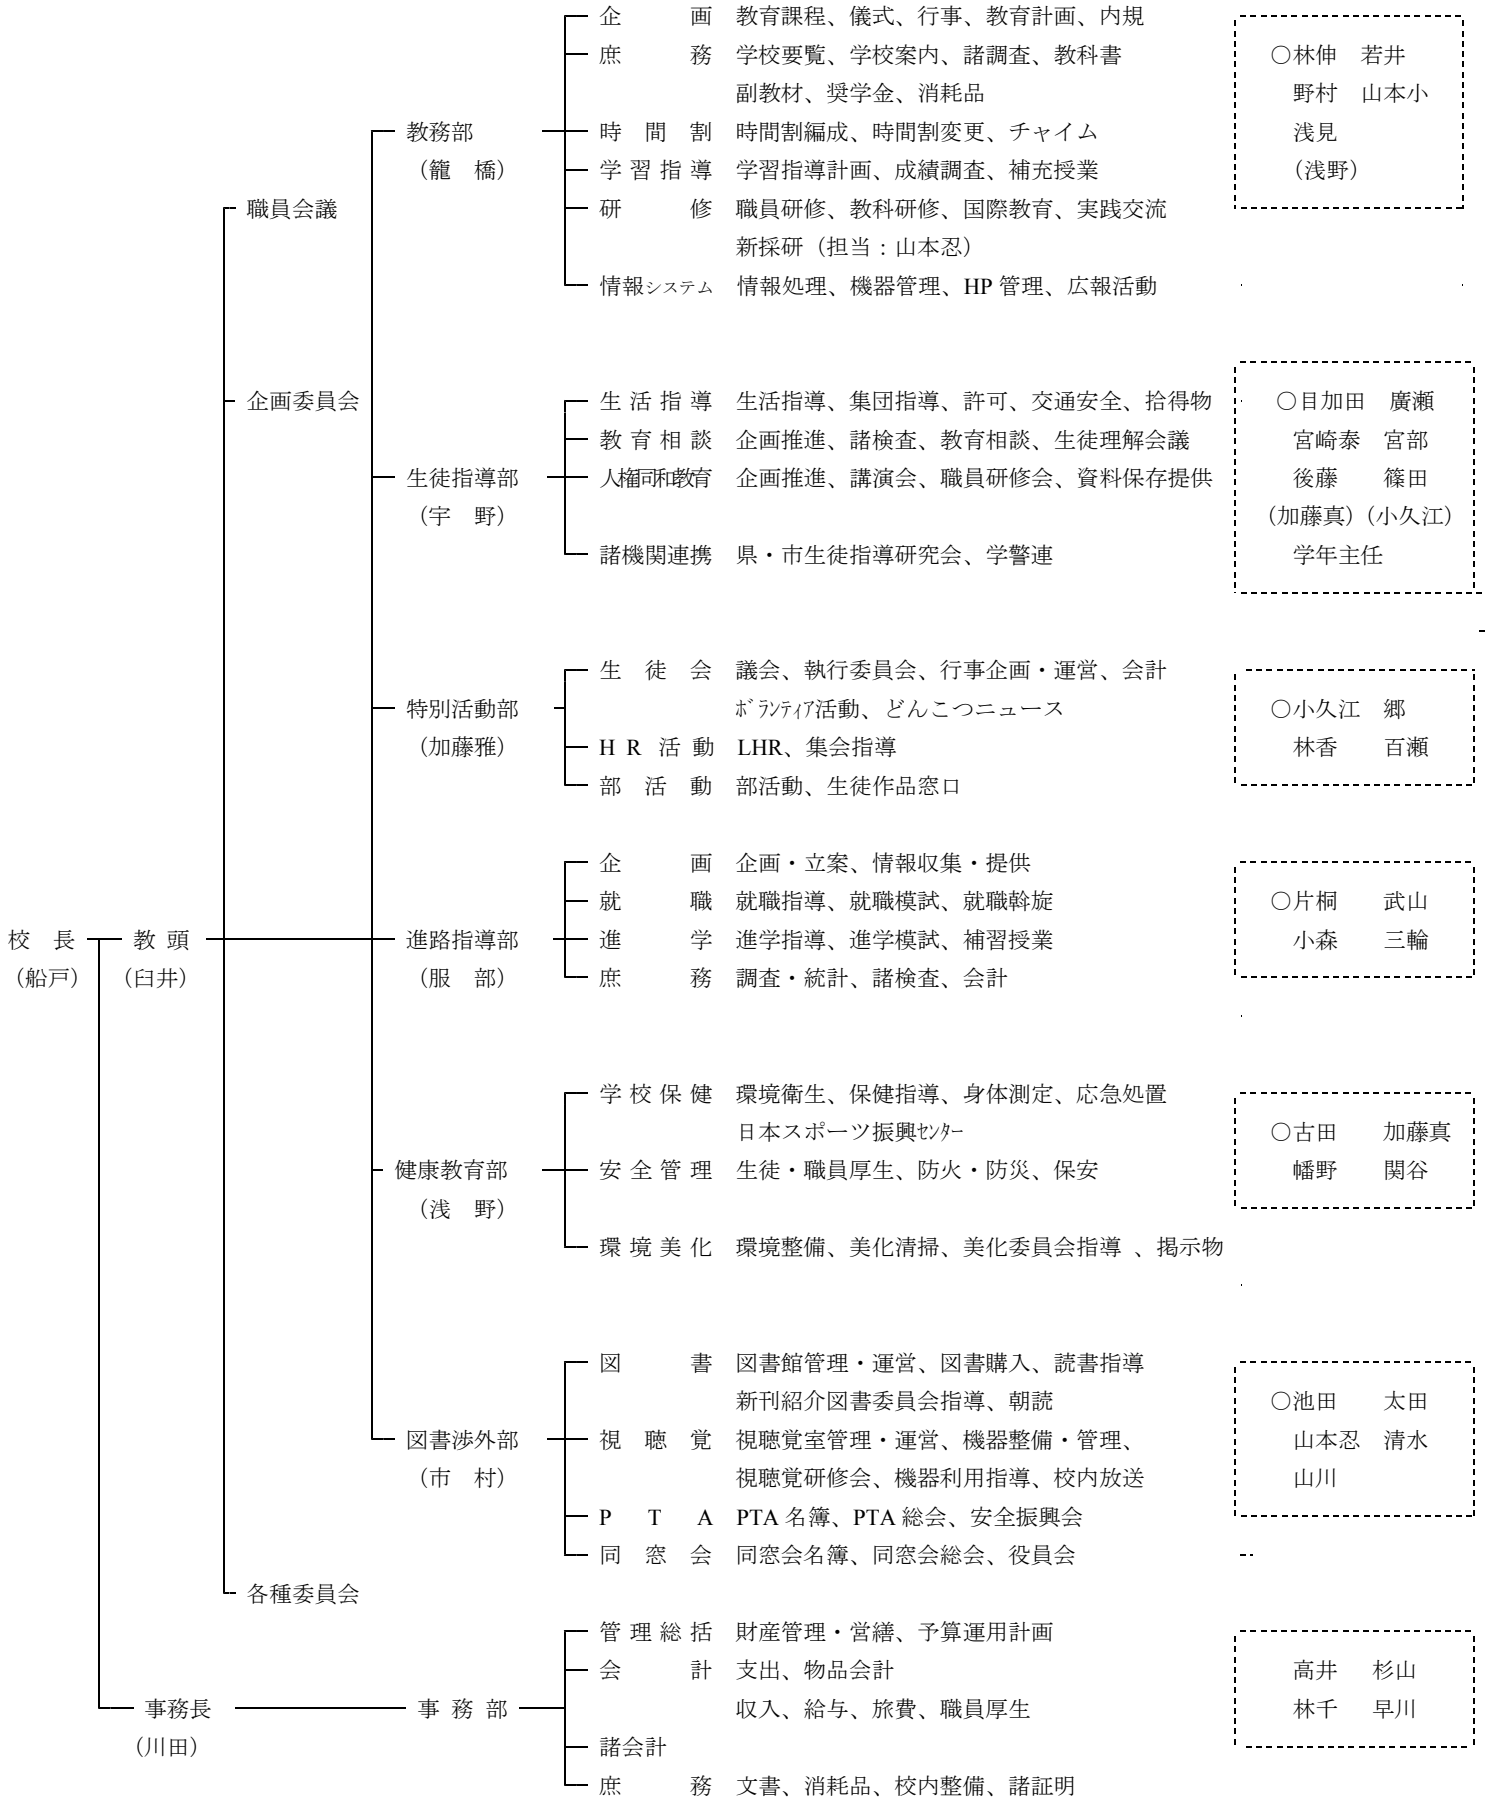 企　　　画　教育課程、儀式、行事、教育計画、内規
庶　　　務　学校要覧、学校案内、諸調査、教科書　○林伸　若井
副教材、奨学金、消耗品　野村　山本小
教務部　時　間　割　時間割編成、時間割変更、チャイム　浅見
（籠　橋）　学 習 指 導　学習指導計画、成績調査、補充授業　（浅野）
職員会議　研　　　修　職員研修、教科研修、国際教育、実践交流
新採研（担当：山本忍）
情報システム　情報処理、機器管理、HP 管理、広報活動
企画委員会　生 活 指 導　生活指導、集団指導、許可、交通安全、拾得物　○目加田　廣瀬
教 育 相 談　企画推進、諸検査、教育相談、生徒理解会議　宮崎泰　宮部
生徒指導部　人権同和教育　企画推進、講演会、職員研修会、資料保存提供　後藤　篠田
（宇　野）　（加藤真）（小久江）
諸機関連携　県・市生徒指導研究会、学警連　学年主任
生　徒　会　議会、執行委員会、行事企画・運営、会計
特別活動部　ﾎﾞﾗﾝﾃｨｱ活動、どんこつニュース　○小久江　郷
（加藤雅）　H R 活 動　LHR、集会指導　林香　百瀬
部　活　動　部活動、生徒作品窓口
企　　　画　企画・立案、情報収集・提供
就　　　職　就職指導、就職模試、就職斡旋　○片桐　武山
校　長　教 頭　進路指導部　進　　　学　進学指導、進学模試、補習授業　小森　三輪
（船戸）　（臼井）　（服　部）　庶　　　務　調査・統計、諸検査、会計
学 校 保 健　環境衛生、保健指導、身体測定、応急処置
日本スポーツ振興ｾﾝﾀｰ　○古田　加藤真
健康教育部　安 全 管 理　生徒・職員厚生、防火・防災、保安　幡野　関谷
（浅　野）
環 境 美 化　環境整備、美化清掃、美化委員会指導 、掲示物
図　　　書　図書館管理・運営、図書購入、読書指導
新刊紹介図書委員会指導、朝読　○池田　太田
図書渉外部　視　聴　覚　視聴覚室管理・運営、機器整備・管理、　山本忍　清水
（市　村）　視聴覚研修会、機器利用指導、校内放送　山川
P　T　A　PTA 名簿、PTA 総会、安全振興会
同　窓　会　同窓会名簿、同窓会総会、役員会
各種委員会
管 理 総 括　財産管理・営繕、予算運用計画
会　　　計　支出、物品会計　高井　杉山
事務長　事 務 部　収入、給与、旅費、職員厚生　林千　早川
（川田）　諸会計
庶　　　務　文書、消耗品、校内整備、諸証明